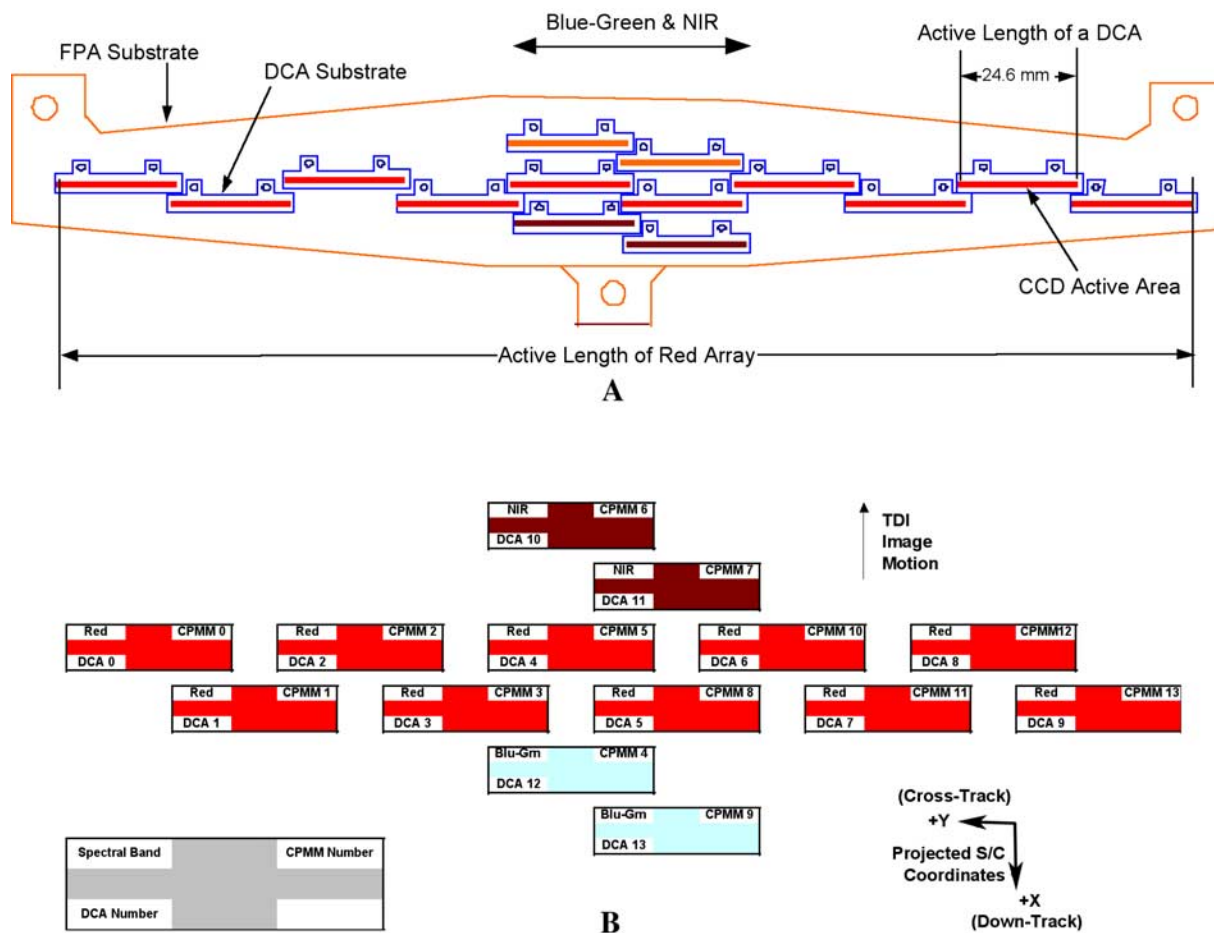 Blue-Green & NIR
Active Length of a DCA
FPA Substrate
DCA Substrate
24.6 mm
CCD Active Area
Active Length of Red Array
A
NIR CPMM 6
DCA 10
TDI
Image
Motion
NIR CPMM 7
DCA 11
Red CPMM 0
DCA 0
Red CPMM 2
DCA 2
Red CPMM 5
DCA 4
Red CPMM 10
DCA 6
Red CPMM12
DCA 8
Red CPMM 1
DCA 1
Red CPMM 3
DCA 3
Red CPMM 8
DCA 5
Red CPMM 11
DCA 7
Red CPMM 13
DCA 9
Blu-Grn CPMM 4
DCA 12
Blu-Grn CPMM 9
DCA 13
(Cross-Track)
+Y
Projected S/C
Coordinates
+X
(Down-Track)
Spectral Band CPMM Number
DCA Number
B